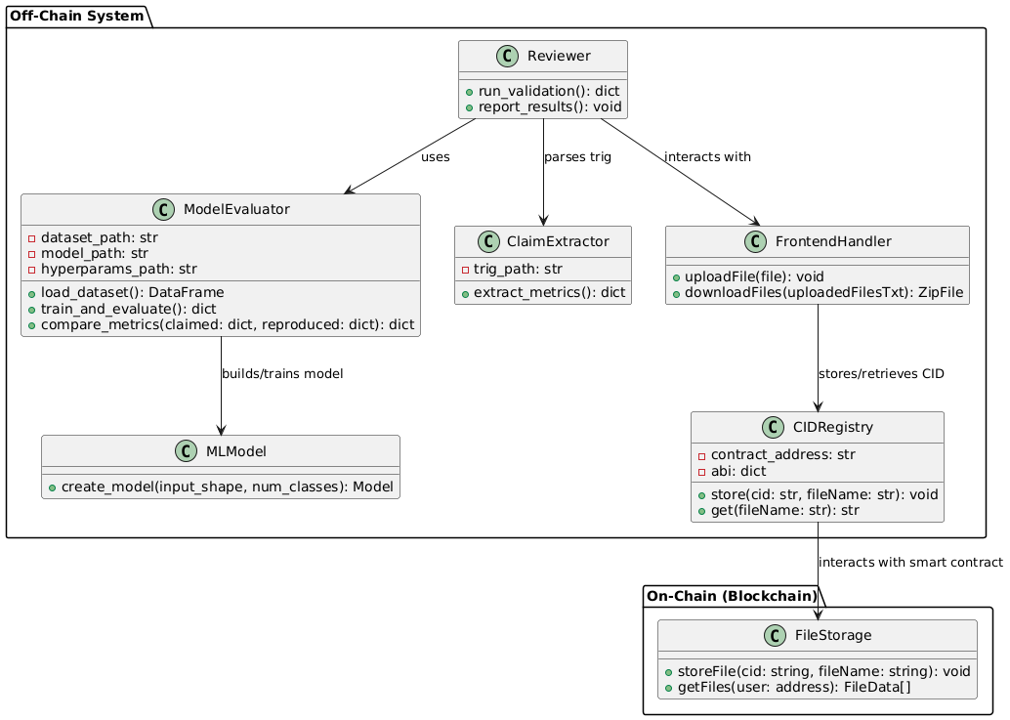 Off-Chain System
C Reviewer
run_validation(): dict
report_results(): void
uses
parses trig
interacts with
C ModelEvaluator
dataset_path: str
model_path: str
hyperparams_path: str
load_dataset(): DataFrame
train_and_evaluate(): dict
compare_metrics(claimed: dict, reproduced: dict): dict
C ClaimExtractor
trig_path: str
extract_metrics(): dict
C FrontendHandler
uploadFile(file): void
downloadFiles(uploadedFilesTxt): ZipFile
builds/trains model
stores/retrieves CID
C MLModel
create_model(input_shape, num_classes): Model
C CIDRegistry
contract_address: str
abi: dict
store(cid: str, fileName: str): void
get(fileName: str): str
interacts with smart contract
On-Chain (Blockchain)
C FileStorage
storeFile(cid: string, fileName: string): void
getFiles(user: address): FileData[]